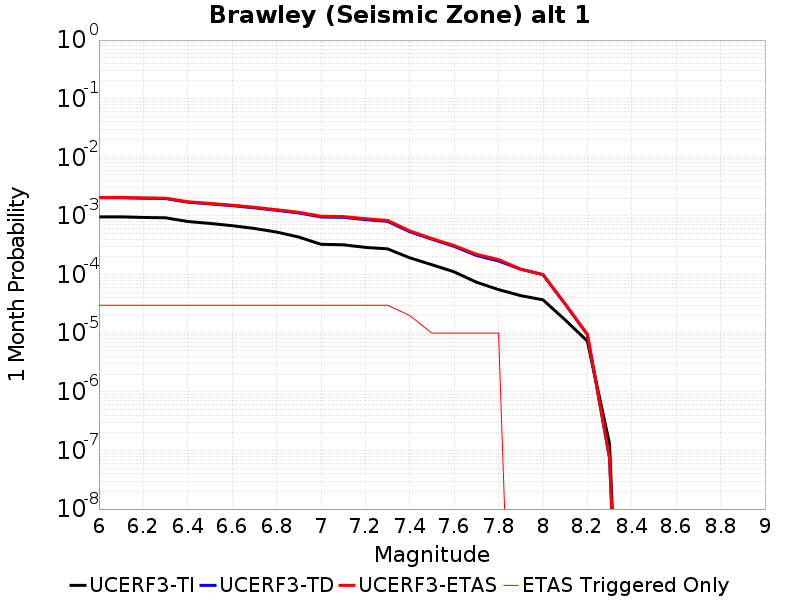 Brawley (Seismic Zone) alt 1
1 Month Probability
10^0
10^-1
10^-2
10^-3
10^-4
10^-5
10^-6
10^-7
10^-8
6 6.2 6.4 6.6 6.8 7 7.2 7.4 7.6 7.8 8 8.2 8.4 8.6 8.8 9
Magnitude
UCERF3-TI UCERF3-TD UCERF3-ETAS ETAS Triggered Only